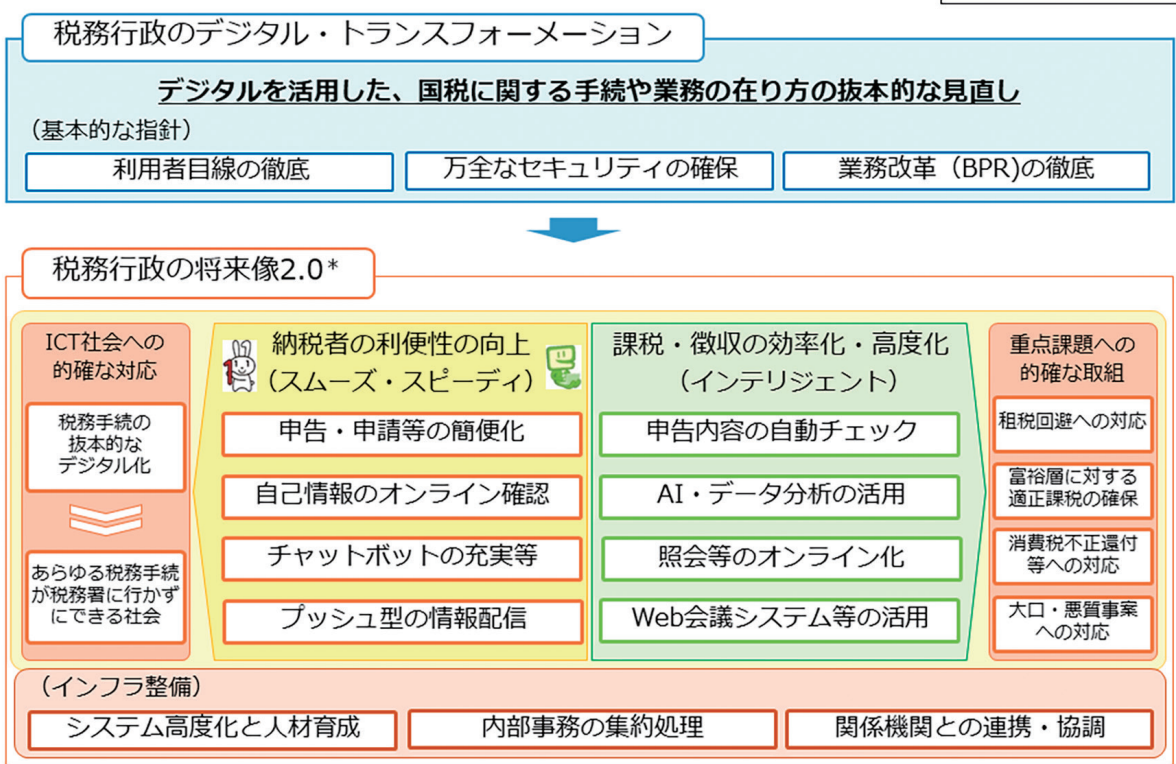 税務行政のデジタル・トランスフォーメーション
デジタルを活用した、国税に関する手続や業務の在り方の抜本的な見直し
（基本的な指針）
利用者目線の徹底
万全なセキュリティの確保
業務改革（BPR)の徹底
税務行政の将来像2.0*
ICT社会への
的確な対応
税務手続の
抜本的な
デジタル化
あらゆる税務手続
が税務署に行かず
にできる社会
納税者の利便性の向上
（スムーズ・スピーディ）
申告・申請等の簡便化
自己情報のオンライン確認
チャットボットの充実等
プッシュ型の情報配信
課税・徴収の効率化・高度化
（インテリジェント）
申告内容の自動チェック
AI・データ分析の活用
照会等のオンライン化
Web会議システム等の活用
重点課題への
的確な取組
租税回避への対応
富裕層に対する
適正課税の確保
消費税不正還付
等への対応
大口・悪質事案
への対応
（インフラ整備）
システム高度化と人材育成
内部事務の集約処理
関係機関との連携・協調